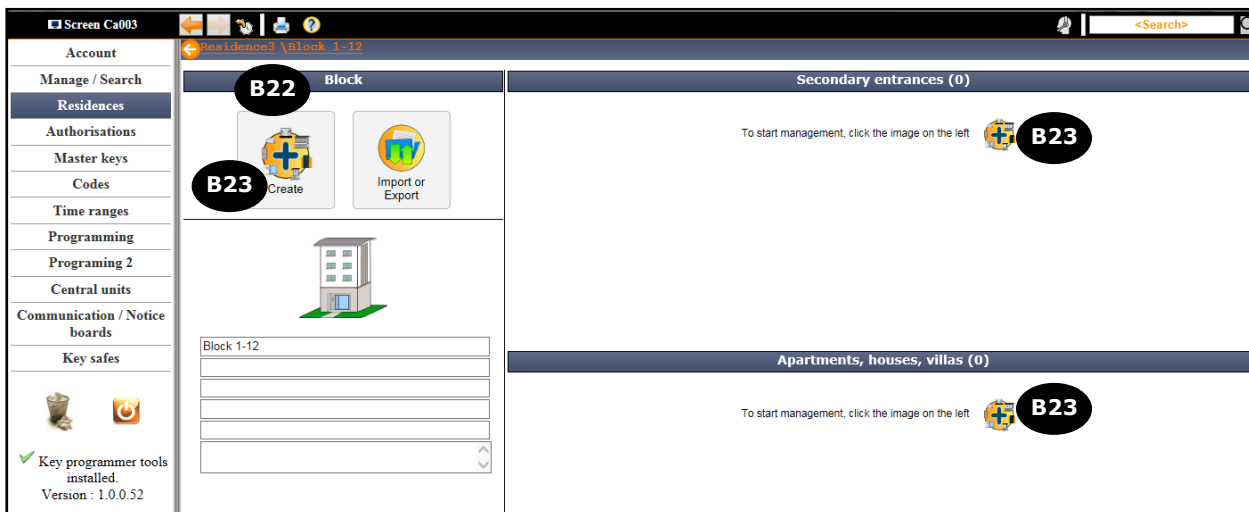 Screen Ca003
<Search>
Account
Manage / Search
Residences
Authorisations
Master keys
Codes
Time ranges
Programming
Programing 2
Central units
Communication / Notice
boards
Key safes
Key programmer tools
installed.
Version : 1.0.0.52
Residence3 \Block 1-12
Block
B22
B23
Create
Import or
Export
Block 1-12
Secondary entrances (0)
To start management, click the image on the left
B23
Apartments, houses, villas (0)
To start management, click the image on the left
B23